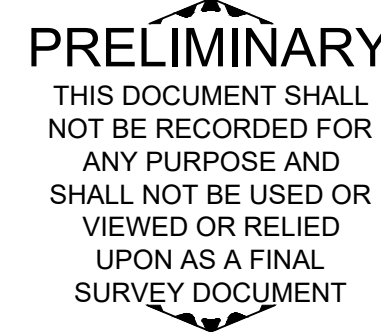 PRELIMINARY
THIS DOCUMENT SHALL
NOT BE RECORDED FOR
ANY PURPOSE AND
SHALL NOT BE USED OR
VIEWED OR RELIED
UPON AS A FINAL
SURVEY DOCUMENT